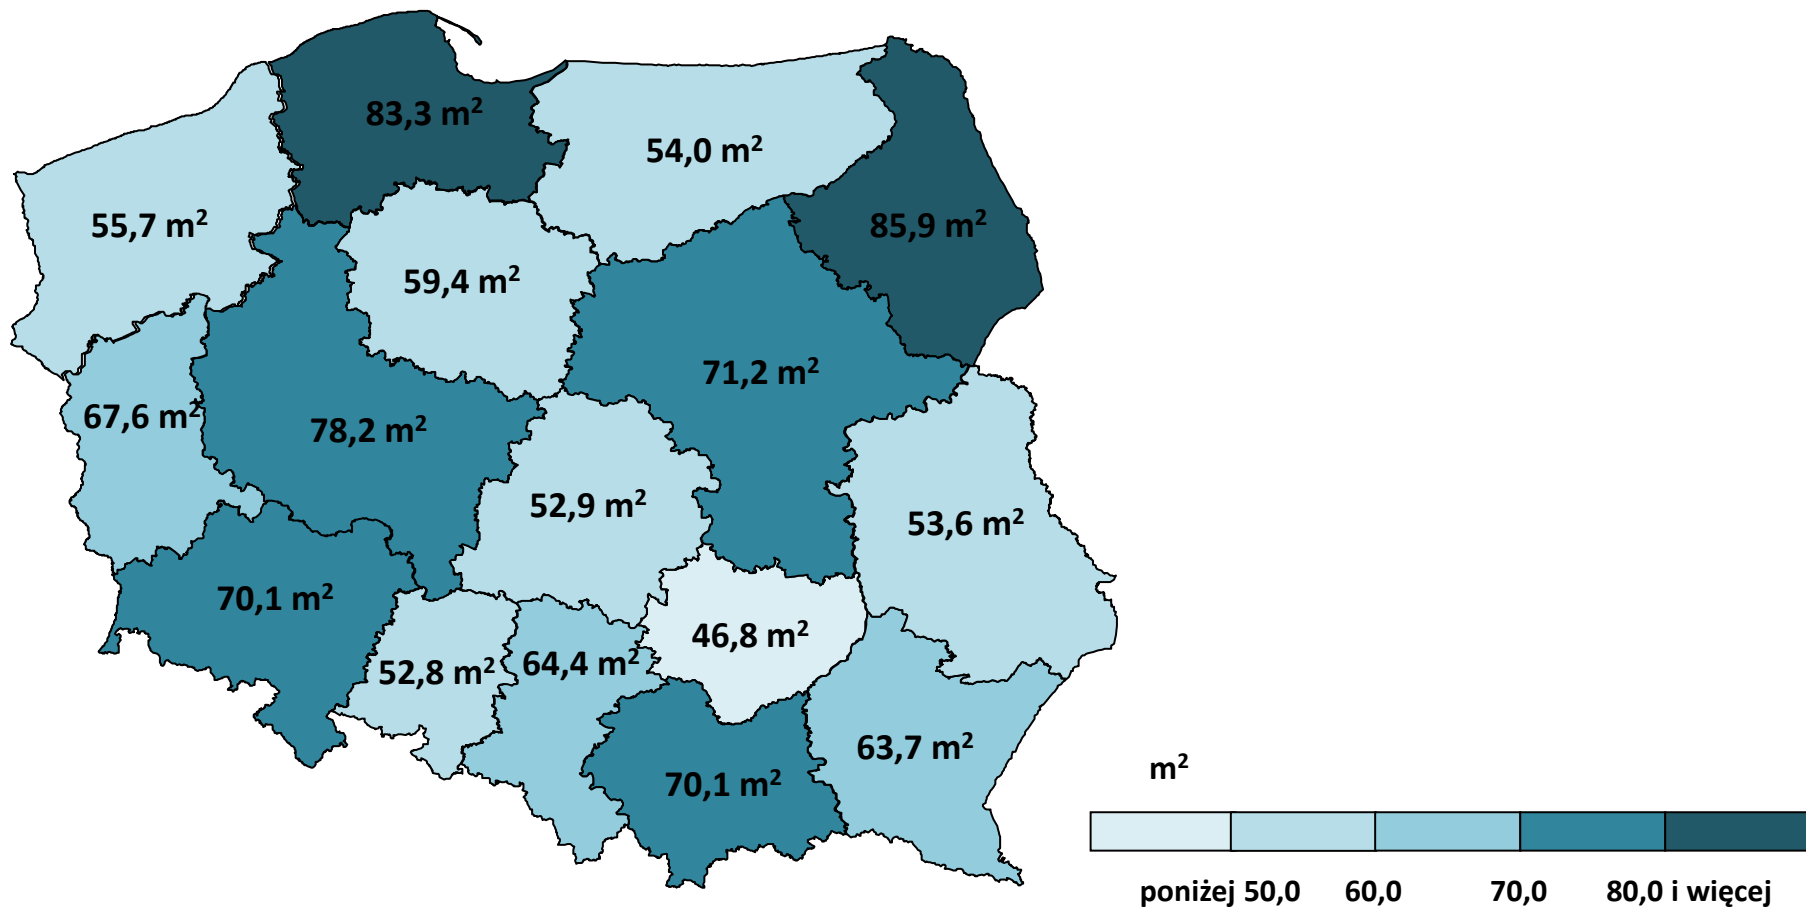 83,3 m²
54,0 m²
55,7 m²
85,9 m²
59,4 m²
71,2 m²
67,6 m²
78,2 m²
52,9 m²
53,6 m²
70,1 m²
46,8 m²
52,8 m²
64,4 m²
63,7 m²
70,1 m²
m²
poniżej 50,0 60,0 70,0 80,0 i więcej